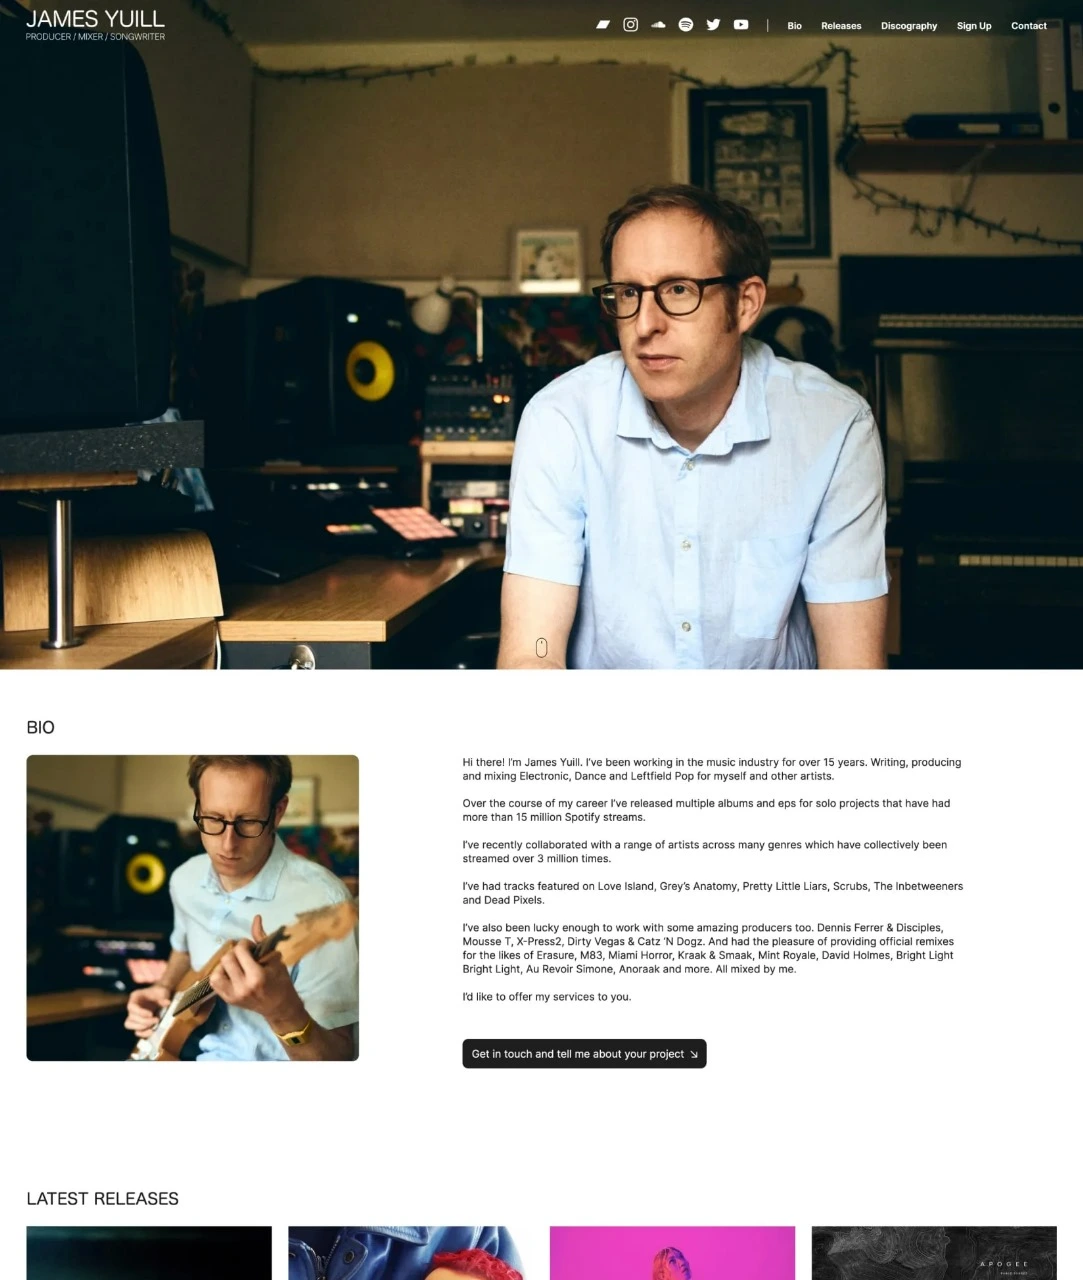 JAMES YUILL
PRODUCER / MIXER / SONGWRITER
Bio Releases Discography Sign Up Contact
BIO
Hi there! I'm James Yuill. I've been working in the music industry for over 15 years. Writing, producing
and mixing Electronic, Dance and Leftfield Pop for myself and other artists.
Over the course of my career I've released multiple albums and eps for solo projects that have had
more than 15 million Spotify streams.
I've recently collaborated with a range of artists across many genres which have collectively been
streamed over 3 million times.
I've had tracks featured on Love Island, Grey's Anatomy, Pretty Little Liars, Scrubs, The Inbetweeners
and Dead Pixels.
I've also been lucky enough to work with some amazing producers too. Dennis Ferrer & Disciples,
Mousse T, X-Press2, Dirty Vegas & Catz 'N Dogz. And had the pleasure of providing official remixes
for the likes of Erasure, M83, Miami Horror, Kraak & Smaak, Mint Royale, David Holmes, Bright Light
Bright Light, Au Revoir Simone, Anoraak and more. All mixed by me.
I'd like to offer my services to you.
Get in touch and tell me about your project ↘
LATEST RELEASES
APOGEE